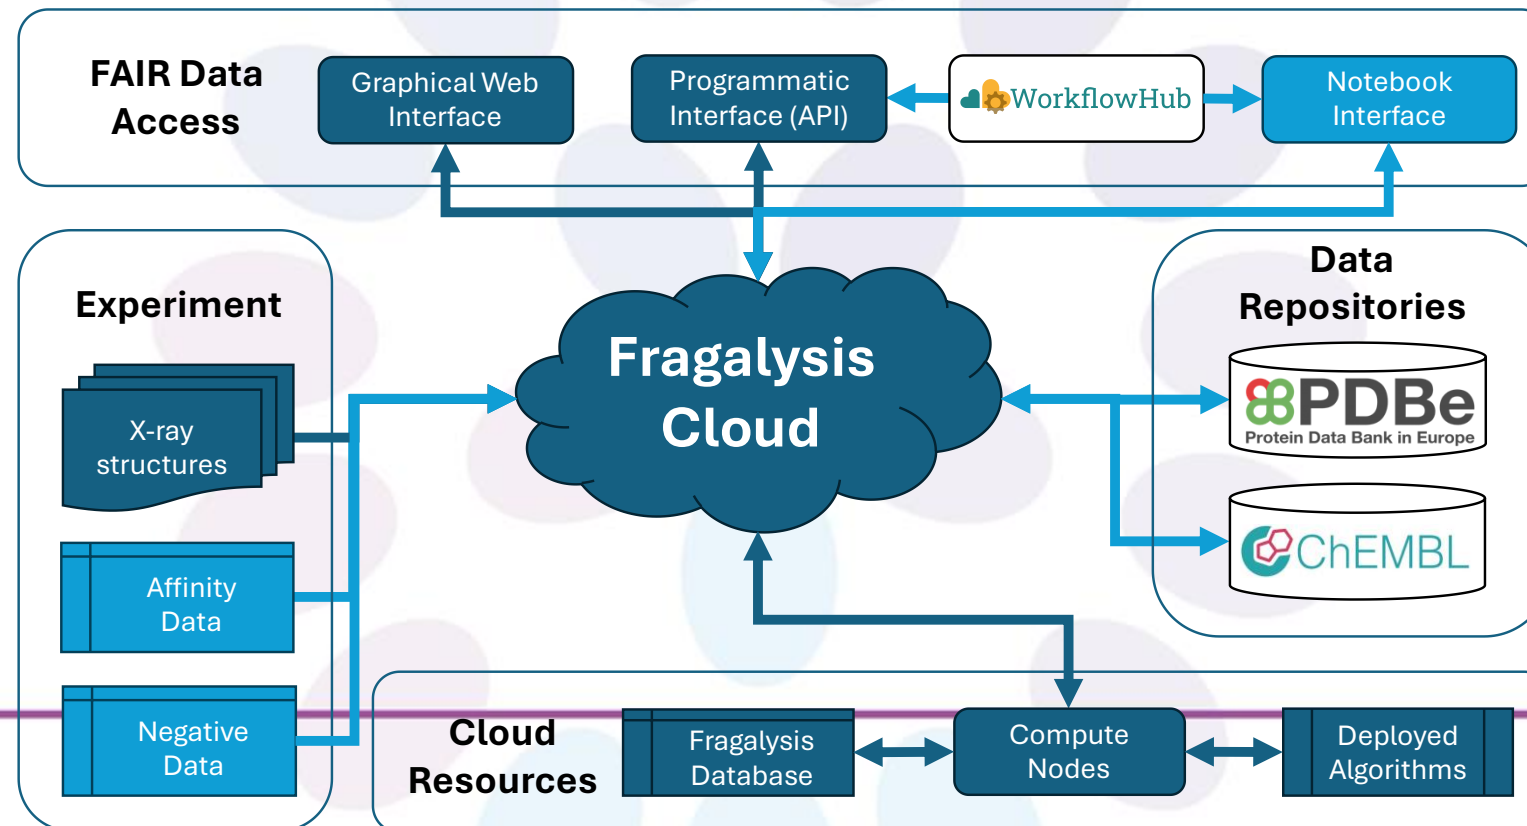 FAIR Data
Access
Graphical Web
Interface
Programmatic
Interface (API)
WorkflowHub
Notebook
Interface
Experiment
X-ray
structures
Affinity
Data
Negative
Data
Fragalysis
Cloud
Data
Repositories
PDBe
Protein Data Bank in Europe
ChEMBL
Cloud
Resources
Fragalysis
Database
Compute
Nodes
Deployed
Algorithms